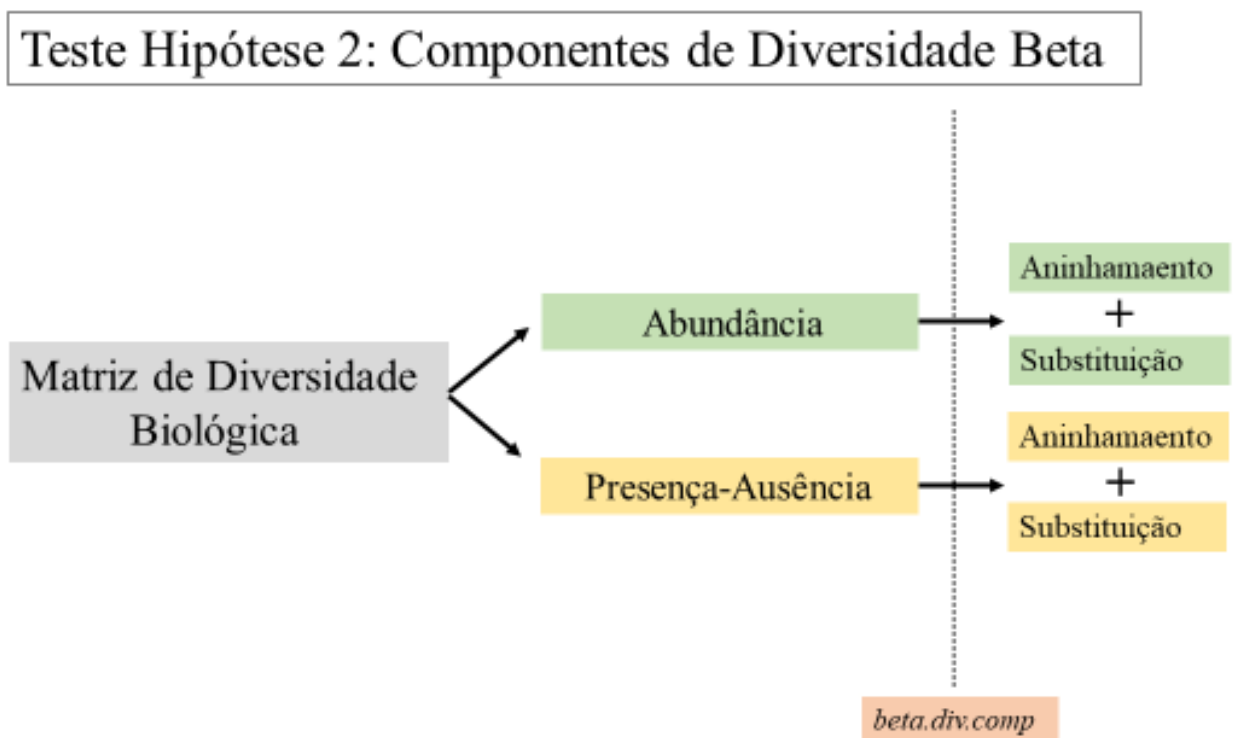 Teste Hipótese 2: Componentes de Diversidade Beta
Matriz de Diversidade
Biológica
Abundância
Presença-Ausência
Aninhamaento
+
Substituição
Aninhamaento
+
Substituição
beta.div.comp